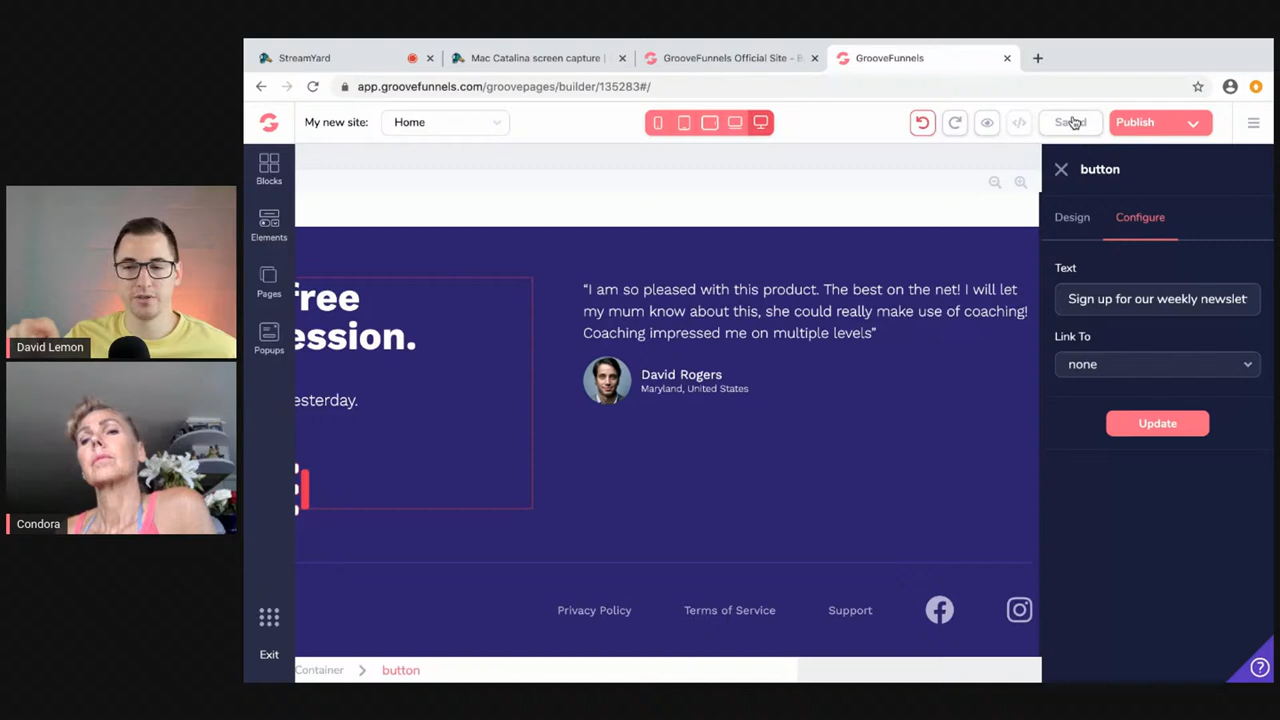 StreamYard
Mac Catalina screen capture |
GrooveFunnels Official Site - B
GrooveFunnels
app.groovefunnels.com/groovepages/builder/135283#/
My new site:
Home
Publish
Blocks
Elements
Pages
Popups
Exit
free
ession.
esterday.
“I am so pleased with this product. The best on the net! I will let
my mum know about this, she could really make use of coaching!
Coaching impressed me on multiple levels”
David Rogers
Maryland, United States
Privacy Policy
Terms of Service
Support
Container
button
button
Design
Configure
Text
Sign up for our weekly newslet
Link To
none
Update
David Lemon
Condora